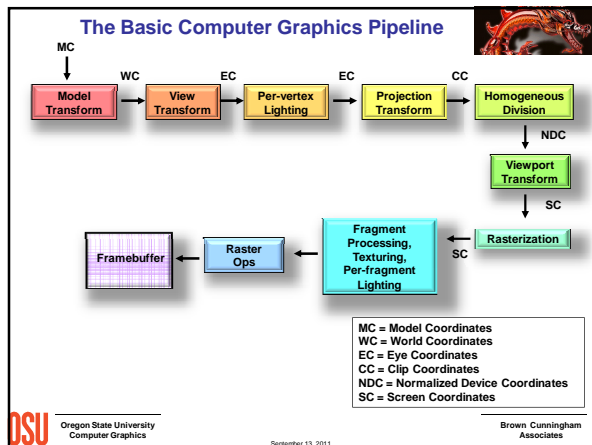 The Basic Computer Graphics Pipeline
MC
WC
EC
EC
CC
Model
Transform
View
Transform
Per-vertex
Lighting
Projection
Transform
Homogeneous
Division
NDC
Viewport
Transform
SC
Rasterization
SC
Fragment
Processing,
Texturing,
Per-fragment
Lighting
Raster
Ops
Framebuffer
MC = Model Coordinates
WC = World Coordinates
EC = Eye Coordinates
CC = Clip Coordinates
NDC = Normalized Device Coordinates
SC = Screen Coordinates
OSU
Oregon State University
Computer Graphics
September 13, 2011
Brown Cunningham
Associates